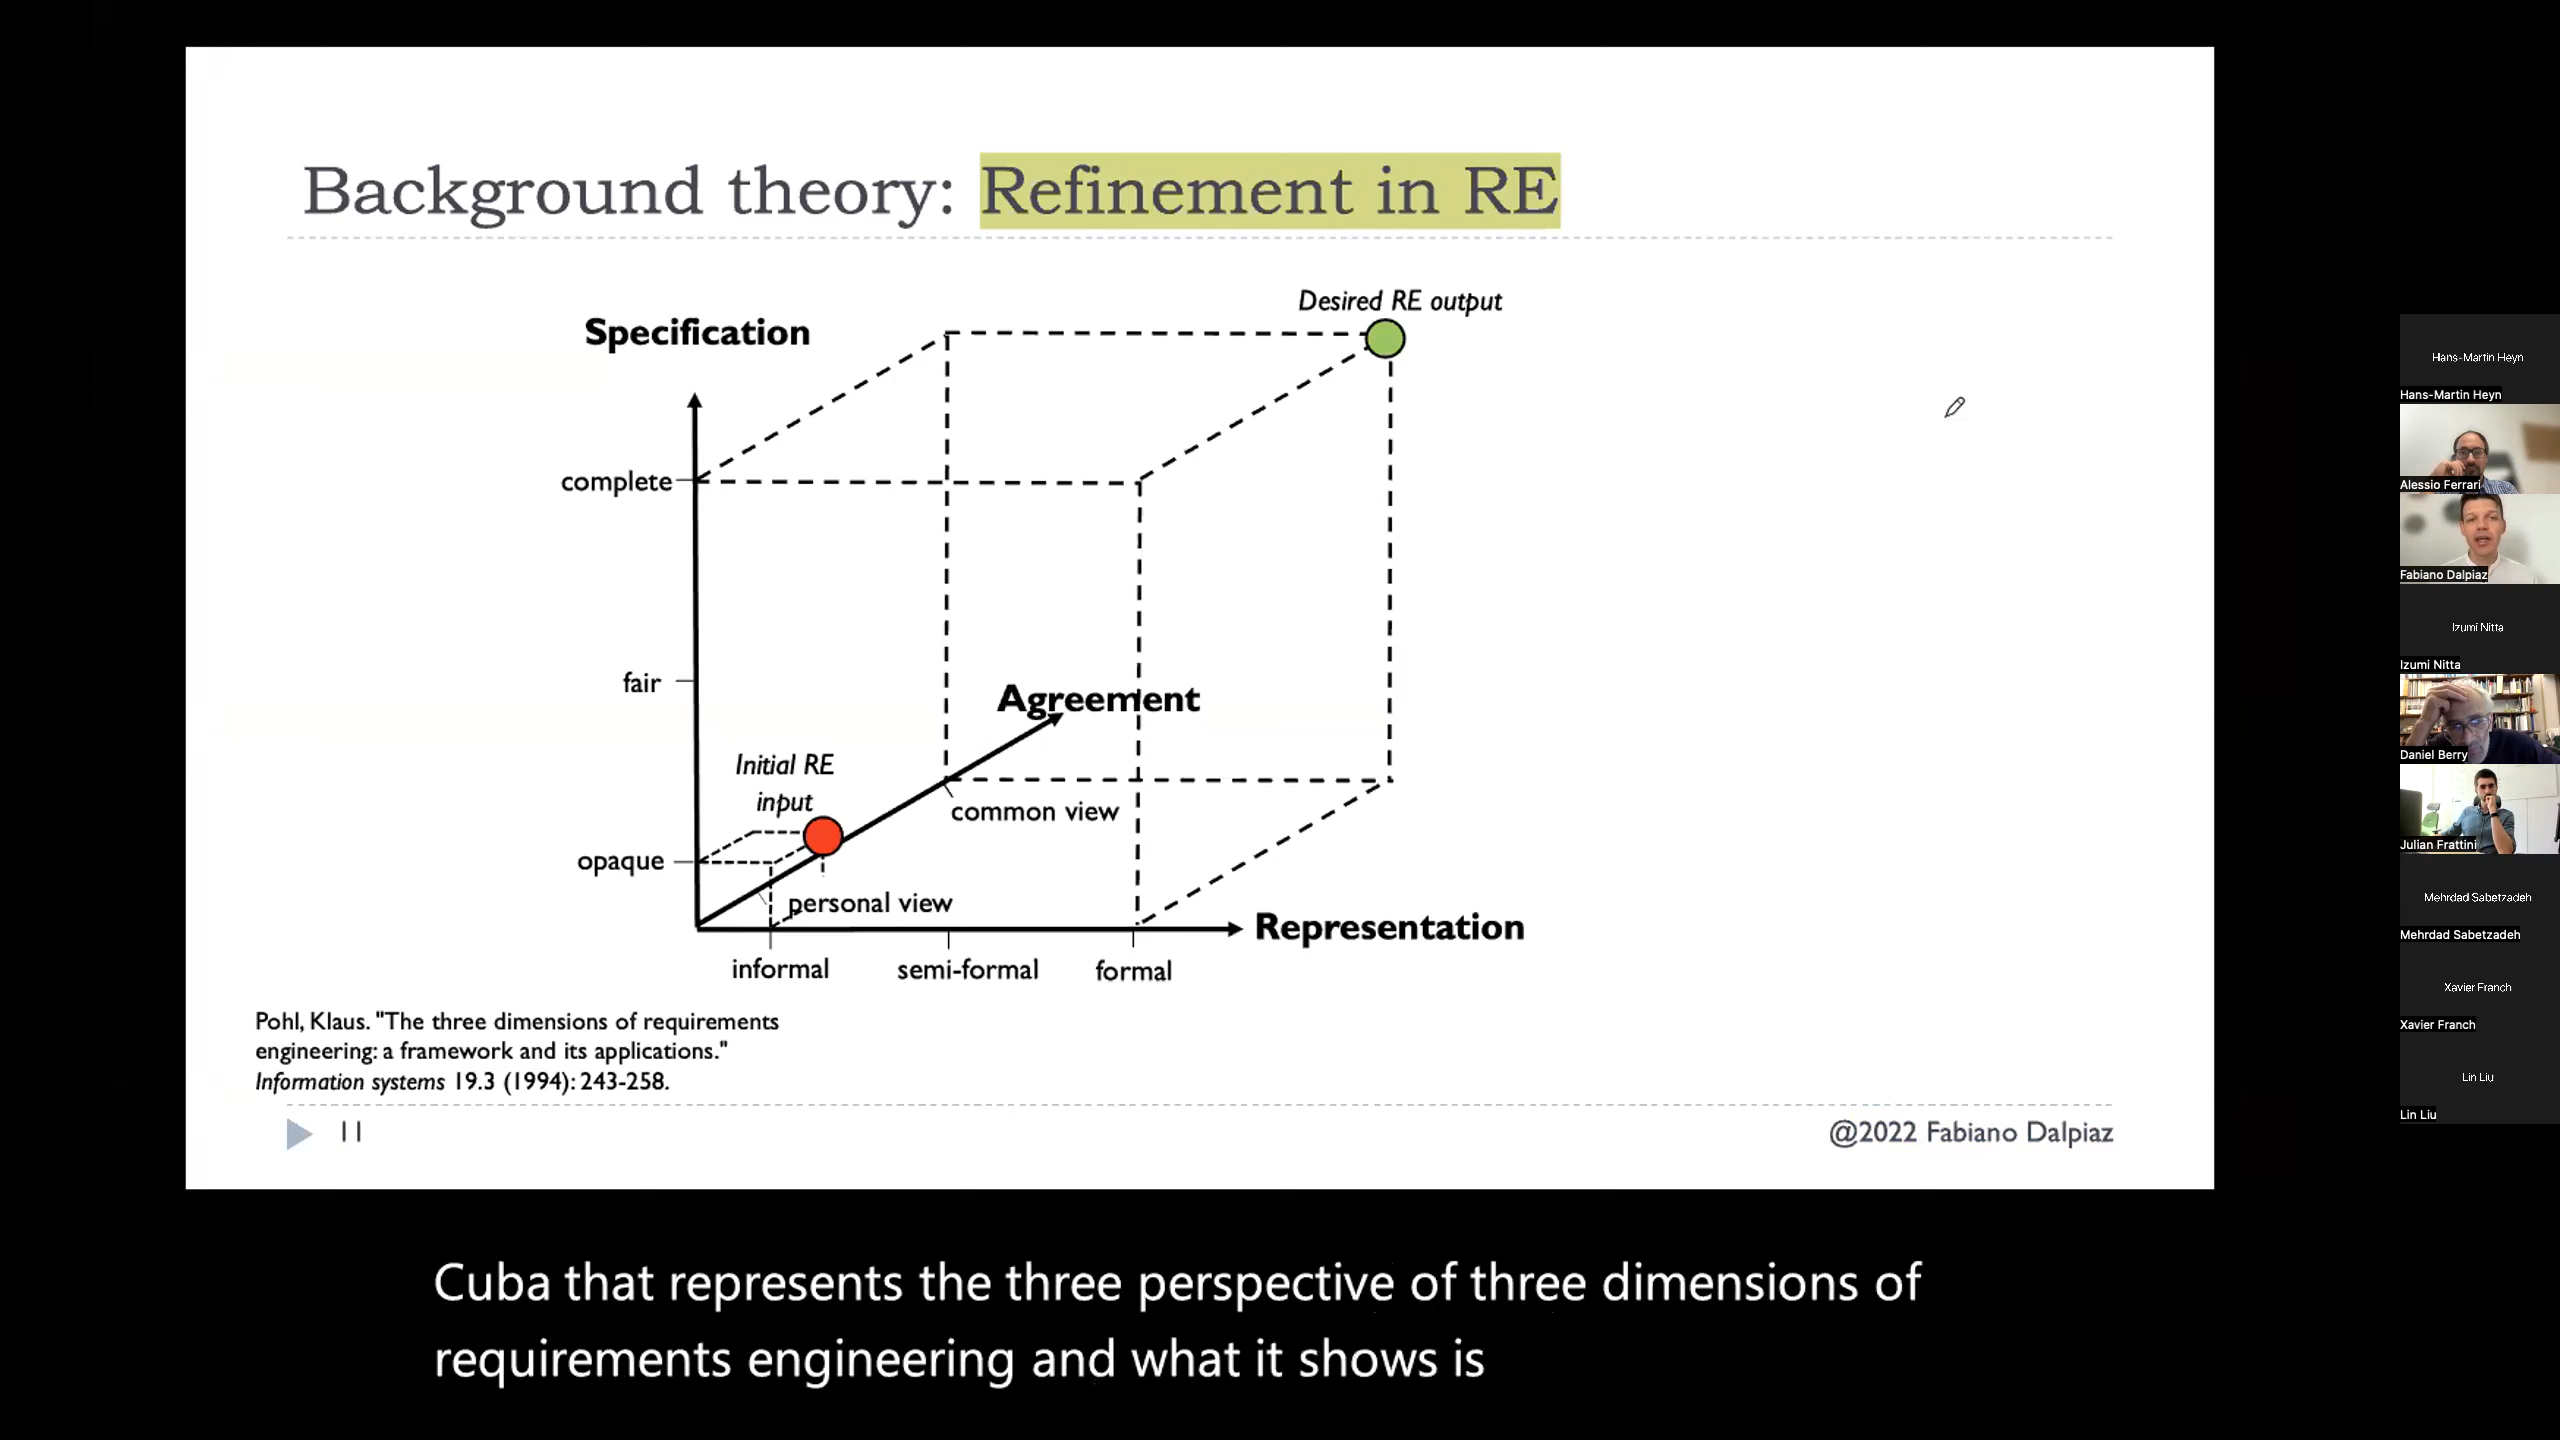 Background theory: Refinement in RE
Desired RE output
Specification
complete
fair
Agreement
Initial RE
input
common view
opaque
personal view
Representation
informal
semi-formal
formal
Pohl, Klaus. "The three dimensions of requirements
engineering: a framework and its applications."
Information systems 19.3 (1994): 243-258.
11
@2022 Fabiano Dalpiaz
Hans-Martin Heyn
Hans-Martin Heyn
Alessio Ferrari
Fabiano Dalpiaz
Izumi Nitta
Izumi Nitta
Daniel Berry
Julian Frattini
Mehrdad Sabetzadeh
Mehrdad Sabetzadeh
Xavier Franch
Xavier Franch
Lin Liu
Lin Liu
Cuba that represents the three perspective of three dimensions of
requirements engineering and what it shows is